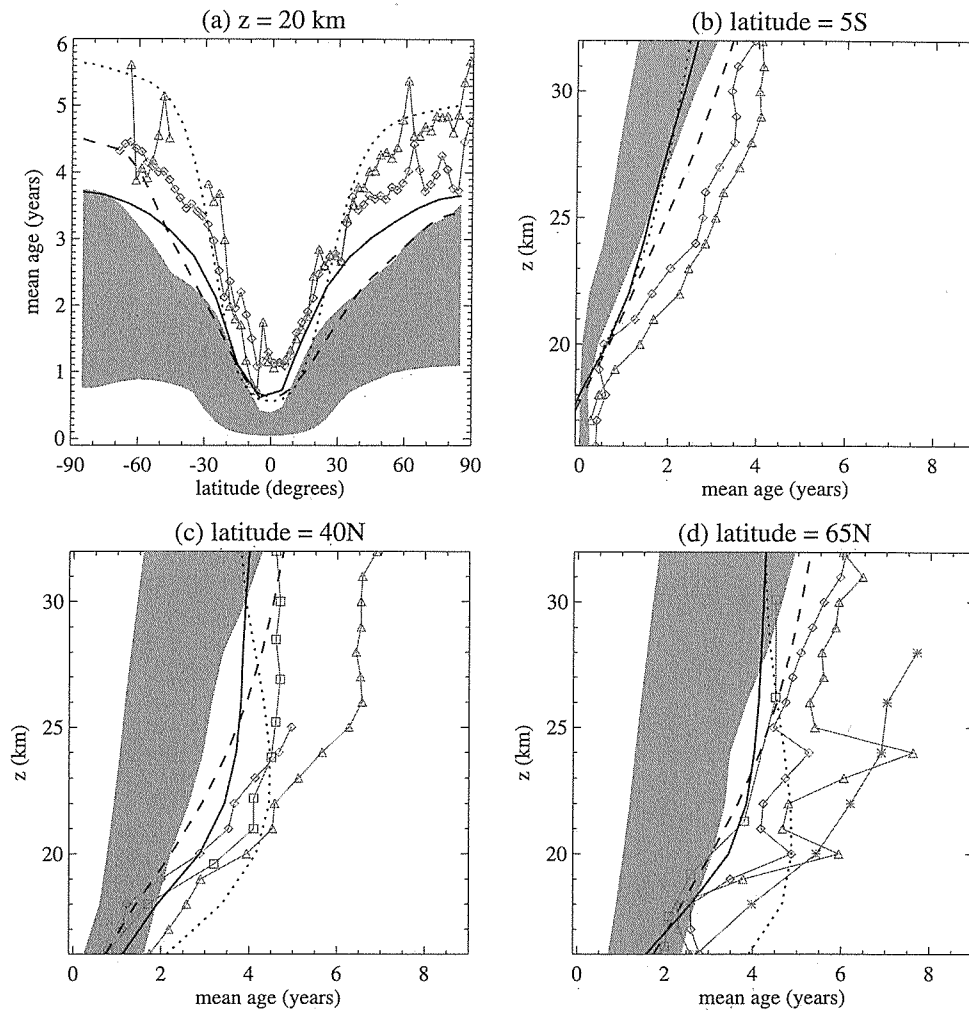 (a) z = 20 km
6
5
4
3
2
1
0
mean age (years)
-90 -60 -30 0 30 60 90
latitude (degrees)
(b) latitude = 5S
30
25
20
z (km)
0 2 4 6 8
mean age (years)
(c) latitude = 40N
30
25
20
z (km)
0 2 4 6 8
mean age (years)
(d) latitude = 65N
30
25
20
z (km)
0 2 4 6 8
mean age (years)